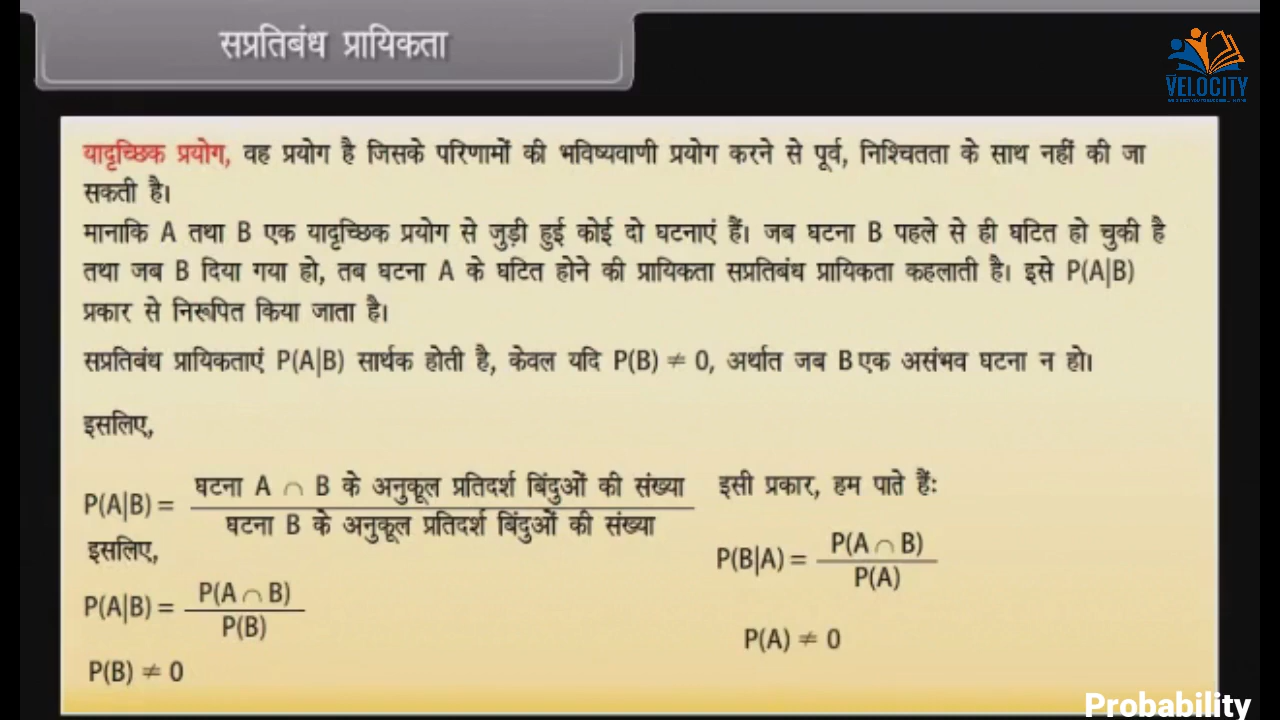 सप्रतिबंध प्रायिकता
VELOCITY
यादृच्छिक प्रयोग, वह प्रयोग है जिसके परिणामों की भविष्यवाणी प्रयोग करने से पूर्व, निश्चितता के साथ नहीं की जा
सकती है।
मानाकि A तथा B एक यादृच्छिक प्रयोग से जुड़ी हुई कोई दो घटनाएं हैं। जब घटना B पहले से ही घटित हो चुकी है
तथा जब B दिया गया हो, तब घटना A के घटित होने की प्रायिकता सप्रतिबंध प्रायिकता कहलाती है। इसे P(A|B)
प्रकार से निरूपित किया जाता है।
सप्रतिबंध प्रायिकताएं P(A|B) सार्थक होती है, केवल यदि P(B) ≠ 0, अर्थात जब B एक असंभव घटना न हो।
इसलिए,
P(A|B) = घटना A ∩ B के अनुकूल प्रतिदर्श बिंदुओं की संख्या
घटना B के अनुकूल प्रतिदर्श बिंदुओं की संख्या
इसलिए,
P(A|B) = P(A ∩ B)
P(B)
P(B) ≠ 0
इसी प्रकार, हम पाते हैं:
P(B|A) = P(A ∩ B)
P(A)
P(A) ≠ 0
Probability